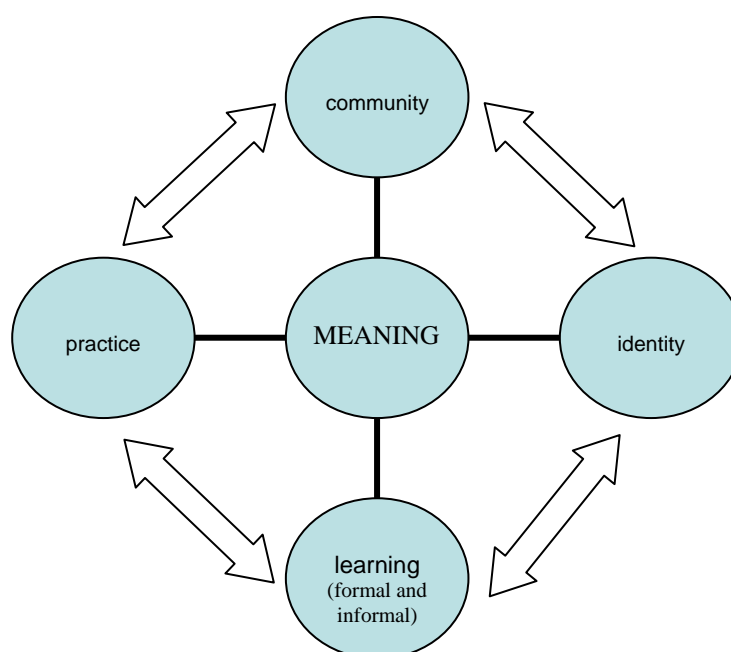 community
practice
MEANING
identity
learning
(formal and
informal)